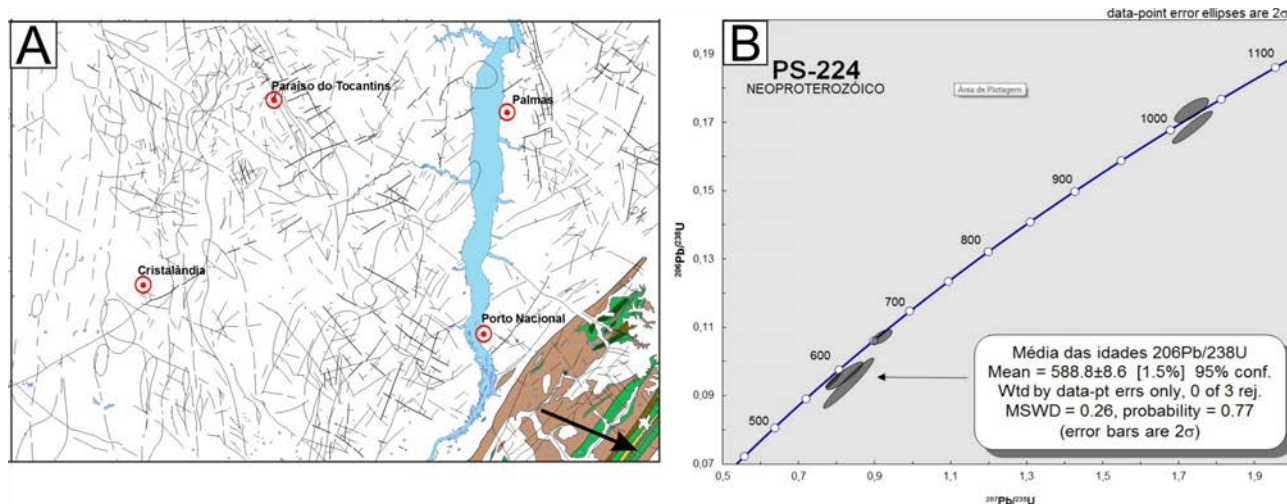 A
Paraíso do Tocantins
Palmas
Cristalândia
Porto Nacional
data-point error ellipses are 2σ
B
PS-224
NEOPROTEROZÓICO
Área de Plotagem
0,19
0,17
0,15
0,13
0,11
0,09
0,07
206Pb/238U
1100
1000
900
800
700
600
500
Média das idades 206Pb/238U
Mean = 588.8±8.6 [1.5%] 95% conf.
Wtd by data-pt errs only, 0 of 3 rej.
MSWD = 0.26, probability = 0.77
(error bars are 2σ)
0,5 0,7 0,9 1,1 1,3 1,5 1,7 1,9
207Pb/235U